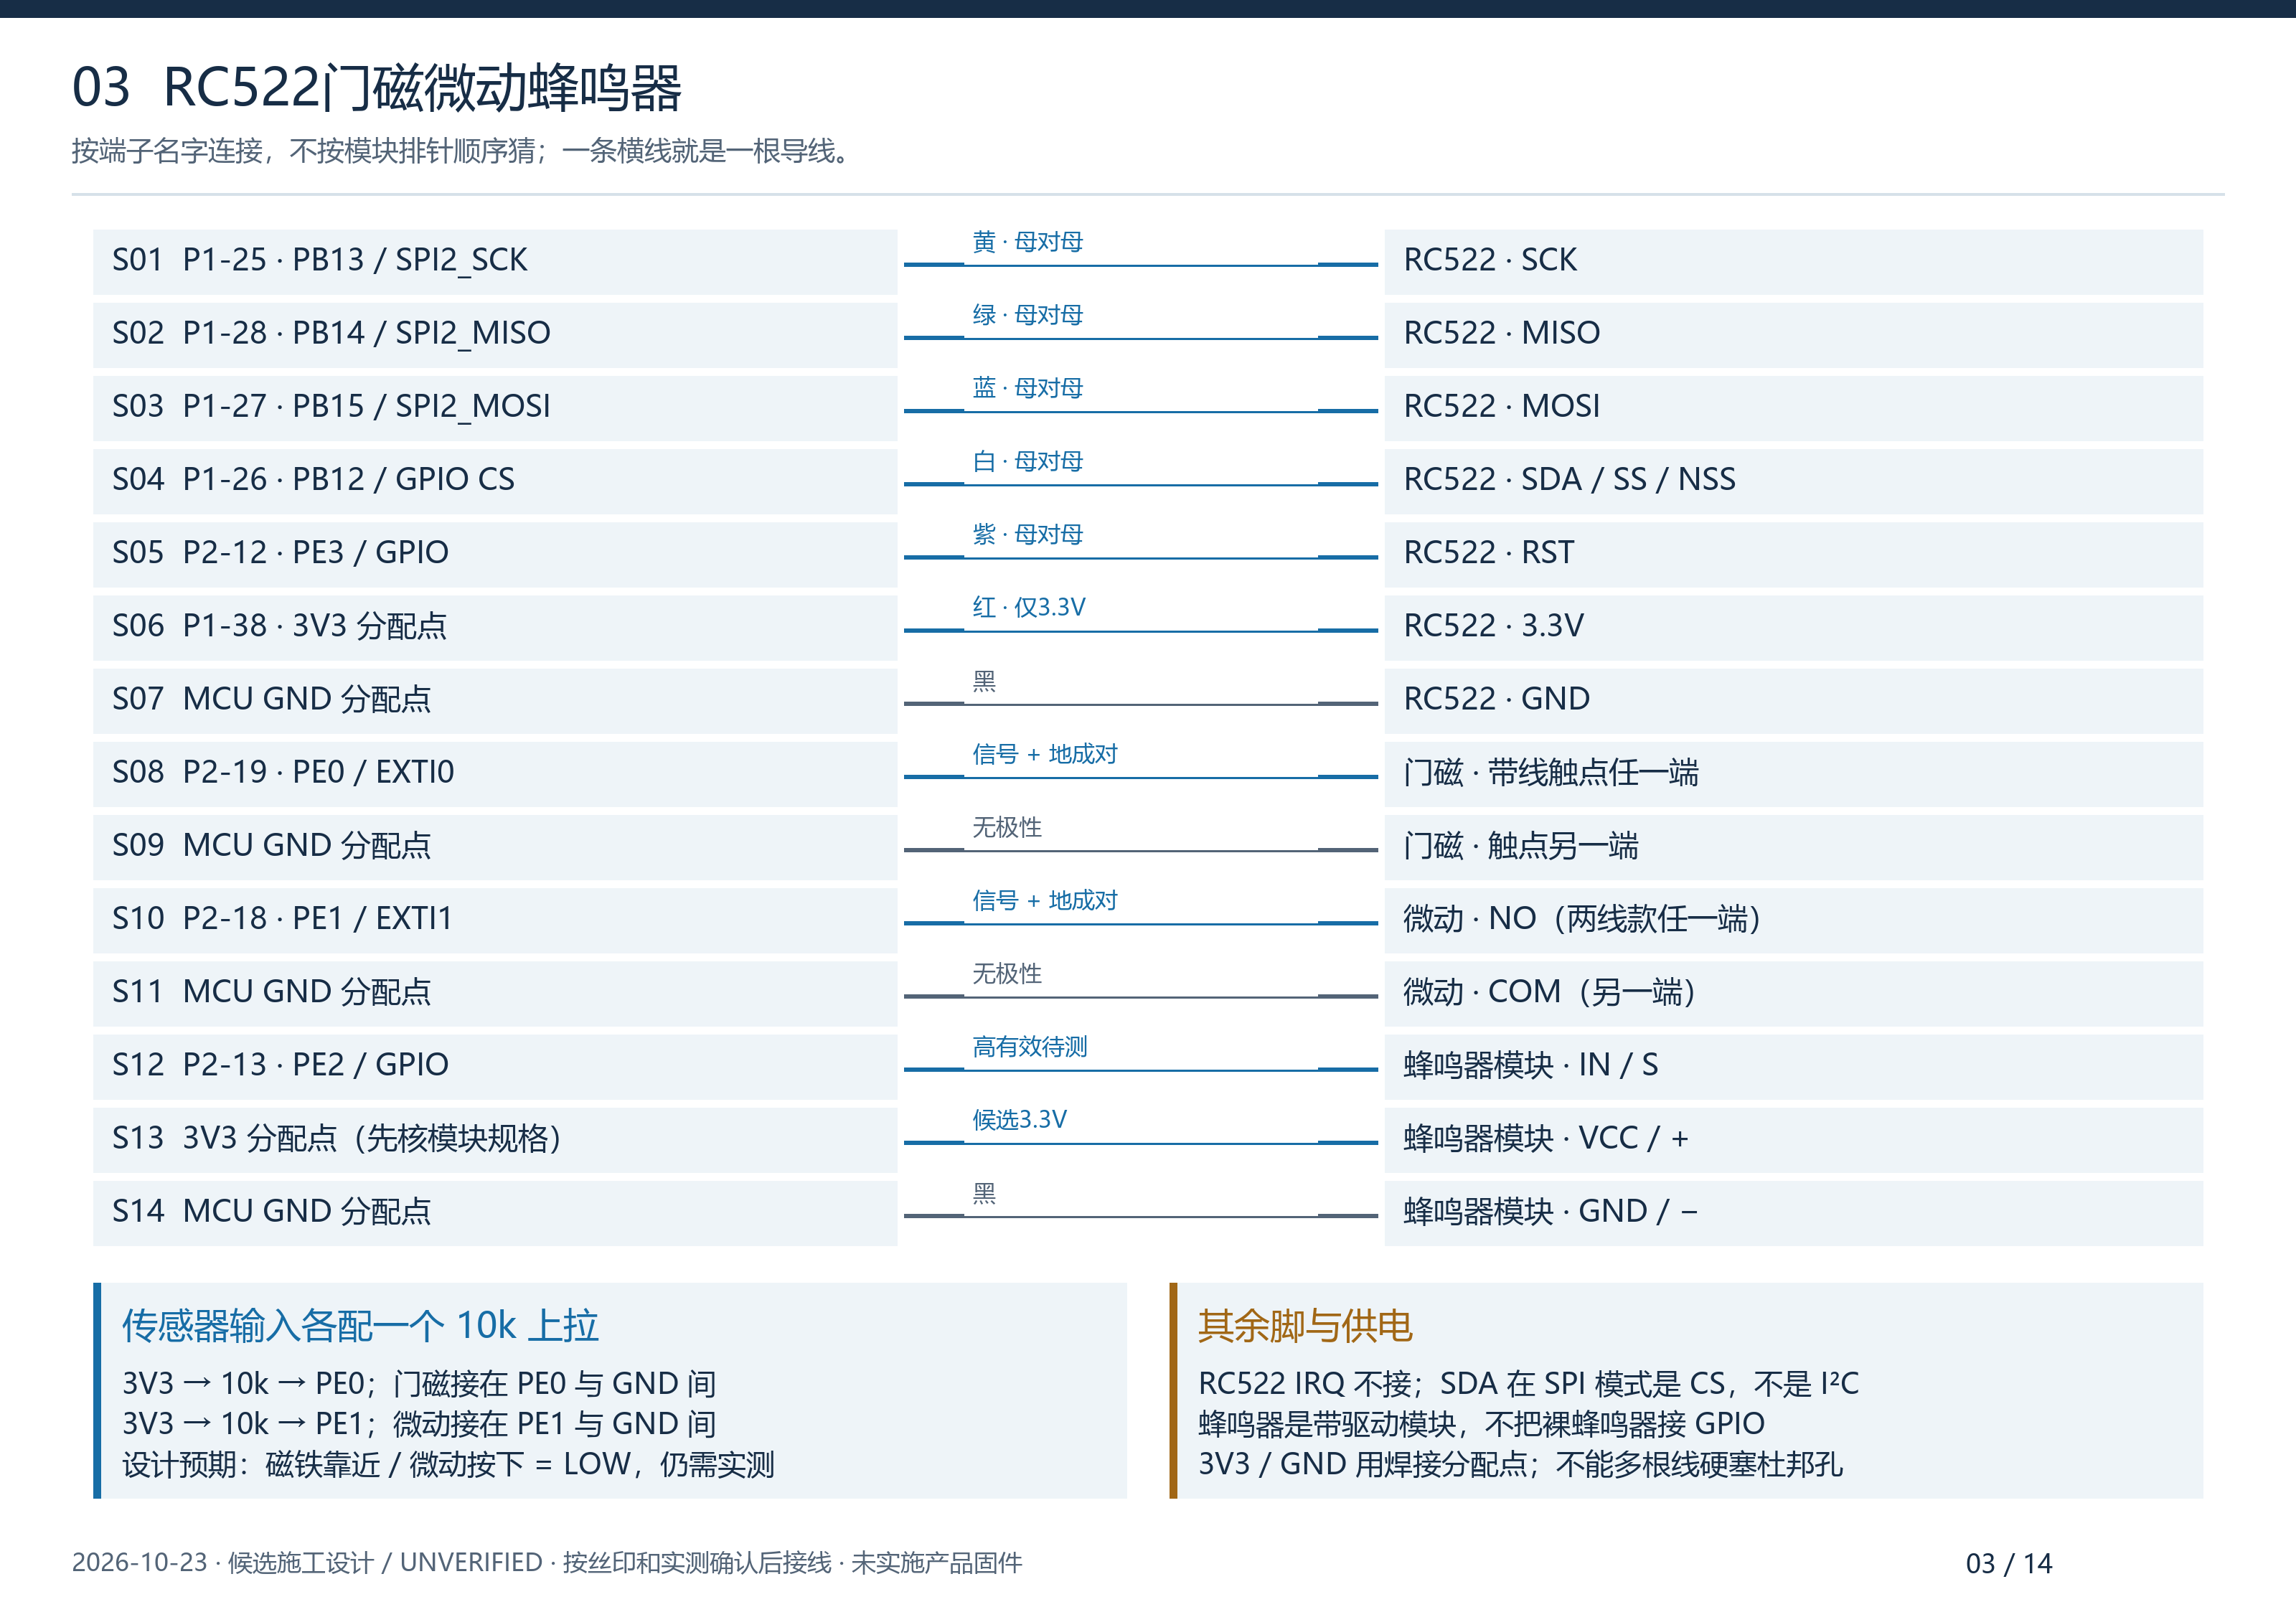 03 RC522门磁微动蜂鸣器
按端子名字连接，不按模块排针顺序猜；一条横线就是一根导线。
S01 P1-25 · PB13 / SPI2_SCK 黄 · 母对母 RC522 · SCK
S02 P1-28 · PB14 / SPI2_MISO 绿 · 母对母 RC522 · MISO
S03 P1-27 · PB15 / SPI2_MOSI 蓝 · 母对母 RC522 · MOSI
S04 P1-26 · PB12 / GPIO CS 白 · 母对母 RC522 · SDA / SS / NSS
S05 P2-12 · PE3 / GPIO 紫 · 母对母 RC522 · RST
S06 P1-38 · 3V3 分配点 红 · 仅3.3V RC522 · 3.3V
S07 MCU GND 分配点 黑 RC522 · GND
S08 P2-19 · PE0 / EXTI0 信号 + 地成对 门磁 · 带线触点任一端
S09 MCU GND 分配点 无极性 门磁 · 触点另一端
S10 P2-18 · PE1 / EXTI1 信号 + 地成对 微动 · NO（两线款任一端）
S11 MCU GND 分配点 无极性 微动 · COM（另一端）
S12 P2-13 · PE2 / GPIO 高有效待测 蜂鸣器模块 · IN / S
S13 3V3 分配点（先核模块规格） 候选3.3V 蜂鸣器模块 · VCC / +
S14 MCU GND 分配点 黑 蜂鸣器模块 · GND / −
传感器输入各配一个 10k 上拉
3V3 → 10k → PE0；门磁接在 PE0 与 GND 间
3V3 → 10k → PE1；微动接在 PE1 与 GND 间
设计预期：磁铁靠近 / 微动按下 = LOW，仍需实测
其余脚与供电
RC522 IRQ 不接；SDA 在 SPI 模式是 CS，不是 I²C
蜂鸣器是带驱动模块，不把裸蜂鸣器接 GPIO
3V3 / GND 用焊接分配点；不能多根线硬塞杜邦孔
2026-10-23 · 候选施工设计 / UNVERIFIED · 按丝印和实测确认后接线 · 未实施产品固件
03 / 14